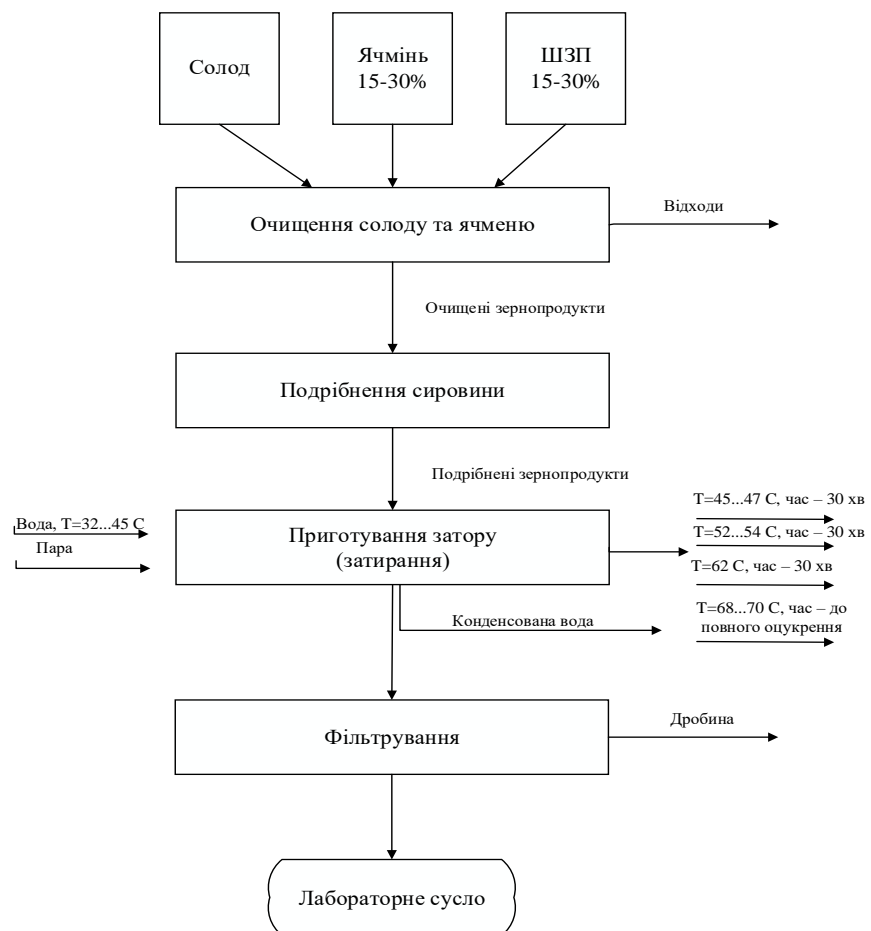 Солод
Ячмінь
15-30%
ШЗП
15-30%
Очищення солоду та ячменю
Відходи
Очищені зернопродукти
Подрібнення сировини
Подрібнені зернопродукти
Вода, Т=32...45 С
Пара
Приготування затору
(затирання)
Т=45...47 С, час – 30 хв
Т=52...54 С, час – 30 хв
Т=62 С, час – 30 хв
Т=68...70 С, час – до
повного оцукрення
Конденсована вода
Фільтрування
Дробина
Лабораторне сусло